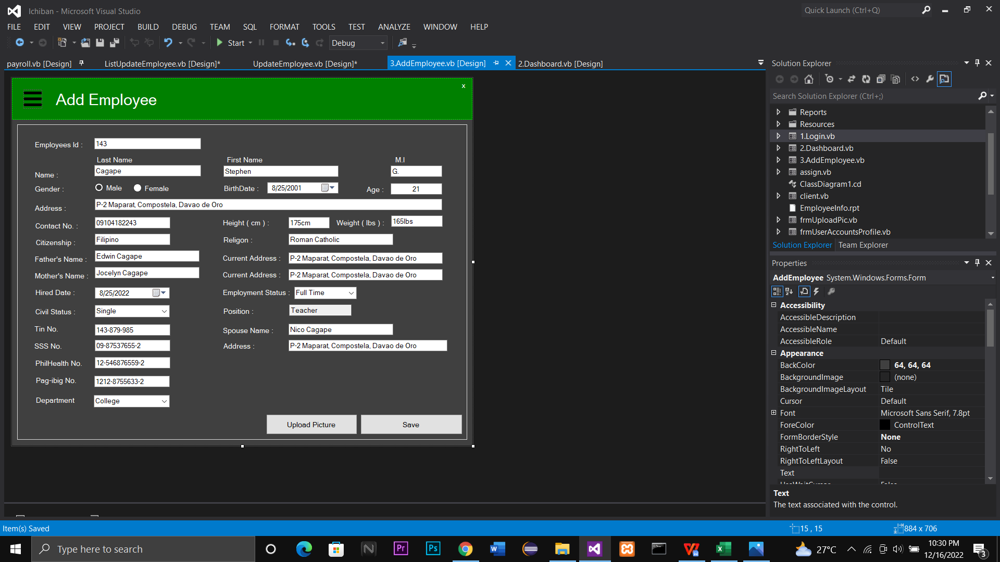 Ichiban - Microsoft Visual Studio
Quick Launch (Ctrl+Q)
FILE EDIT VIEW PROJECT BUILD DEBUG TEAM SQL FORMAT TOOLS TEST ANALYZE WINDOW HELP
Start Debug
payroll.vb [Design] ListUpdateEmployee.vb [Design]* UpdateEmployee.vb [Design]* 3.AddEmployee.vb [Design] 2.Dashboard.vb [Design]
x
Add Employee
Employees Id : 143
Last Name First Name M.I
Name : Cagape Stephen G.
Gender : Male Female BirthDate : 8/25/2001 Age : 21
Address : P-2 Maparat, Compostela, Davao de Oro
Contact No. : 09104182243 Height ( cm ) : 175cm Weight ( lbs ) : 165lbs
Citizenship : Filipino Religon : Roman Catholic
Father's Name : Edwin Cagape Current Address : P-2 Maparat, Compostela, Davao de Oro
Mother's Name : Jocelyn Cagape Current Address : P-2 Maparat, Compostela, Davao de Oro
Hired Date : 8/25/2022 Employment Status : Full Time
Civil Status : Single Position : Teacher
Tin No. 143-879-985 Spouse Name : Nico Cagape
SSS No. 09-87537655-2 Address : P-2 Maparat, Compostela, Davao de Oro
PhilHealth No. 12-546876559-2
Pag-ibig No. 1212-8755633-2
Department College
Upload Picture Save
Solution Explorer
Search Solution Explorer (Ctrl+;)
Reports
Resources
1.Login.vb
2.Dashboard.vb
3.AddEmployee.vb
assign.vb
ClassDiagram1.cd
client.vb
EmployeeInfo.rpt
frmUploadPic.vb
frmUserAccountsProfile.vb
Solution Explorer Team Explorer
Properties
AddEmployee System.Windows.Forms.Form
Accessibility
AccessibleDescription
AccessibleName
AccessibleRole Default
Appearance
BackColor 64, 64, 64
BackgroundImage (none)
BackgroundImageLayout Tile
Cursor Default
Font Microsoft Sans Serif, 7.8pt
ForeColor ControlText
FormBorderStyle None
RightToLeft No
RightToLeftLayout False
Text
UseWaitCursor False
Text
The text associated with the control.
Item(s) Saved 15 , 15 884 x 706
Type here to search
27°C
10:30 PM
12/16/2022
3